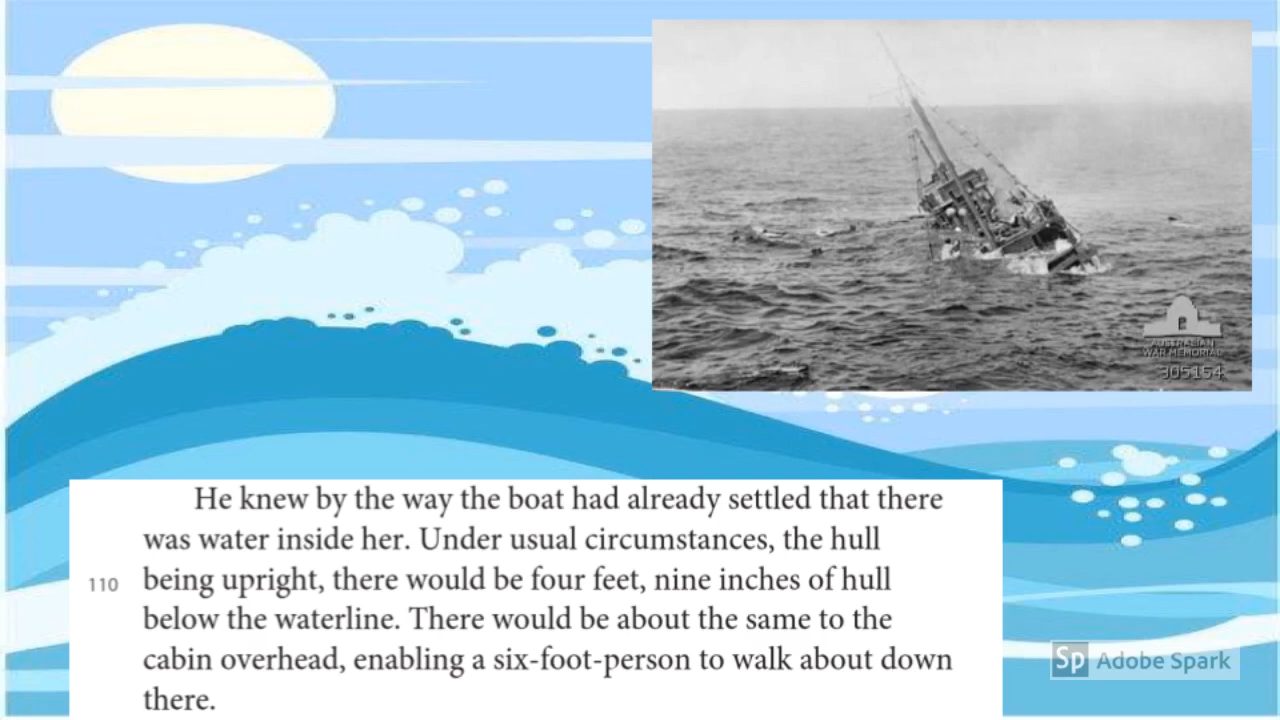 AUSTRALIAN
WAR MEMORIAL
305154
He knew by the way the boat had already settled that there
was water inside her. Under usual circumstances, the hull
110 being upright, there would be four feet, nine inches of hull
below the waterline. There would be about the same to the
cabin overhead, enabling a six-foot-person to walk about down
there.
Sp Adobe Spark